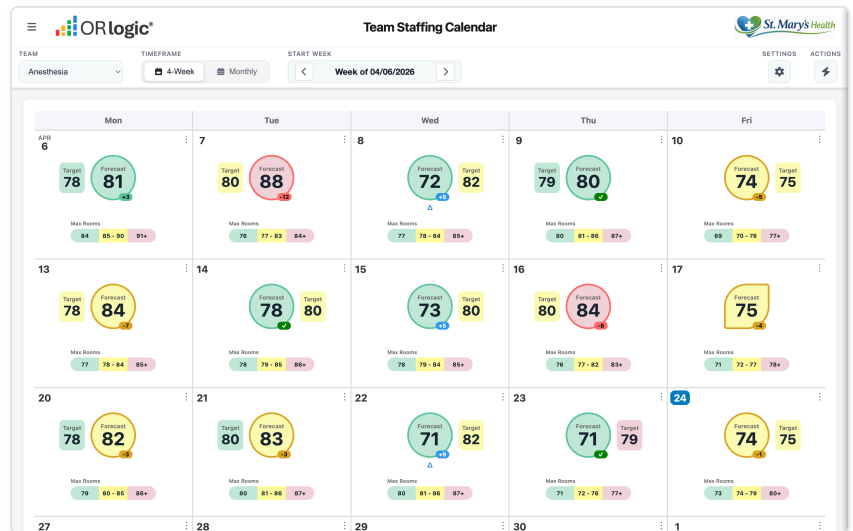 ORlogic®
Team Staffing Calendar
St. Mary's Health
TEAM
TIMEFRAME
START WEEK
SETTINGS
ACTIONS
Anesthesia
4-Week
Monthly
Week of 04/06/2026
Mon Tue Wed Thu Fri
APR
6 7 8 9 10
Target 78 Forecast 81 +3
Target 80 Forecast 88 -12
Forecast 72 +5 Target 82
Target 79 Forecast 80
Forecast 74 -5 Target 75
Max Rooms Max Rooms Max Rooms Max Rooms Max Rooms
84 85 - 90 91+ 76 77 - 83 84+ 77 78 - 84 85+ 80 81 - 86 87+ 69 70 - 76 77+
13 14 15 16 17
Target 78 Forecast 84 -7
Forecast 78 Target 80
Forecast 73 +5 Target 80
Target 80 Forecast 84 -8
Forecast 75 -4
Max Rooms Max Rooms Max Rooms Max Rooms Max Rooms
77 78 - 84 85+ 78 79 - 85 86+ 78 79 - 84 85+ 76 77 - 82 83+ 71 72 - 77 78+
20 21 22 23 24
Target 78 Forecast 82 -3
Target 80 Forecast 83 -3
Forecast 71 +9 Target 82
Forecast 71 Target 79
Forecast 74 -1 Target 75
Max Rooms Max Rooms Max Rooms Max Rooms Max Rooms
79 80 - 85 86+ 80 81 - 86 87+ 80 81 - 86 87+ 71 72 - 76 77+ 73 74 - 79 80+
27 28 29 30 1